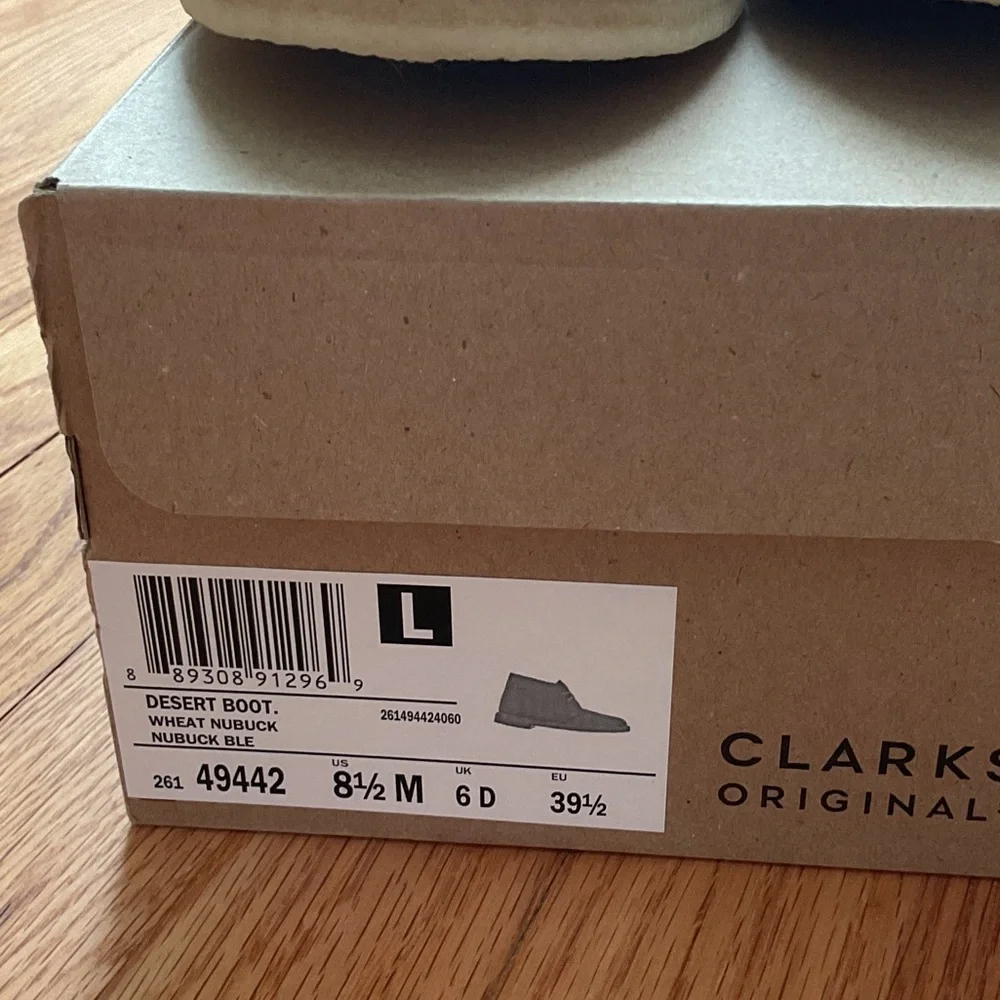 L
8 89308 91296 9
DESERT BOOT.
WHEAT NUBUCK
NUBUCK BLE
261494424060
US UK EU
261 49442 8½ M 6 D 39½
CLARKS
ORIGINAL